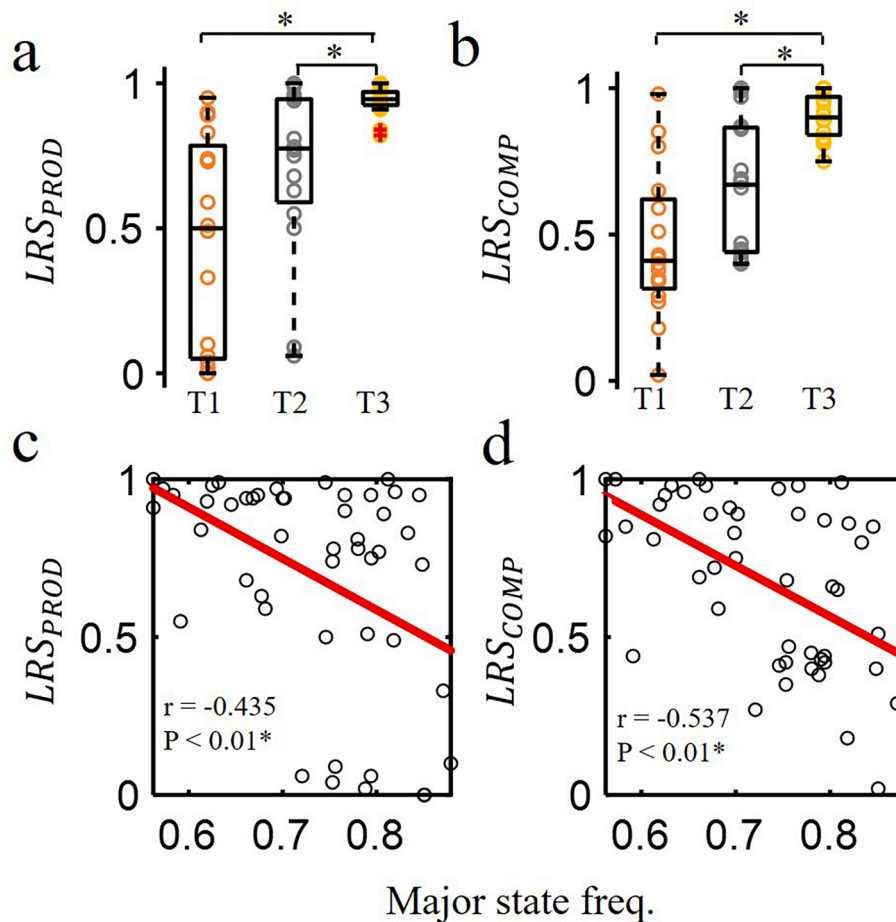 a
*
*
LRS_PROD
1
0.5
0
T1 T2 T3
b
*
*
LRS_COMP
1
0.5
0
T1 T2 T3
c
LRS_PROD
1
0.5
0
r = -0.435
P < 0.01*
0.6 0.7 0.8
d
LRS_COMP
1
0.5
0
r = -0.537
P < 0.01*
0.6 0.7 0.8
Major state freq.